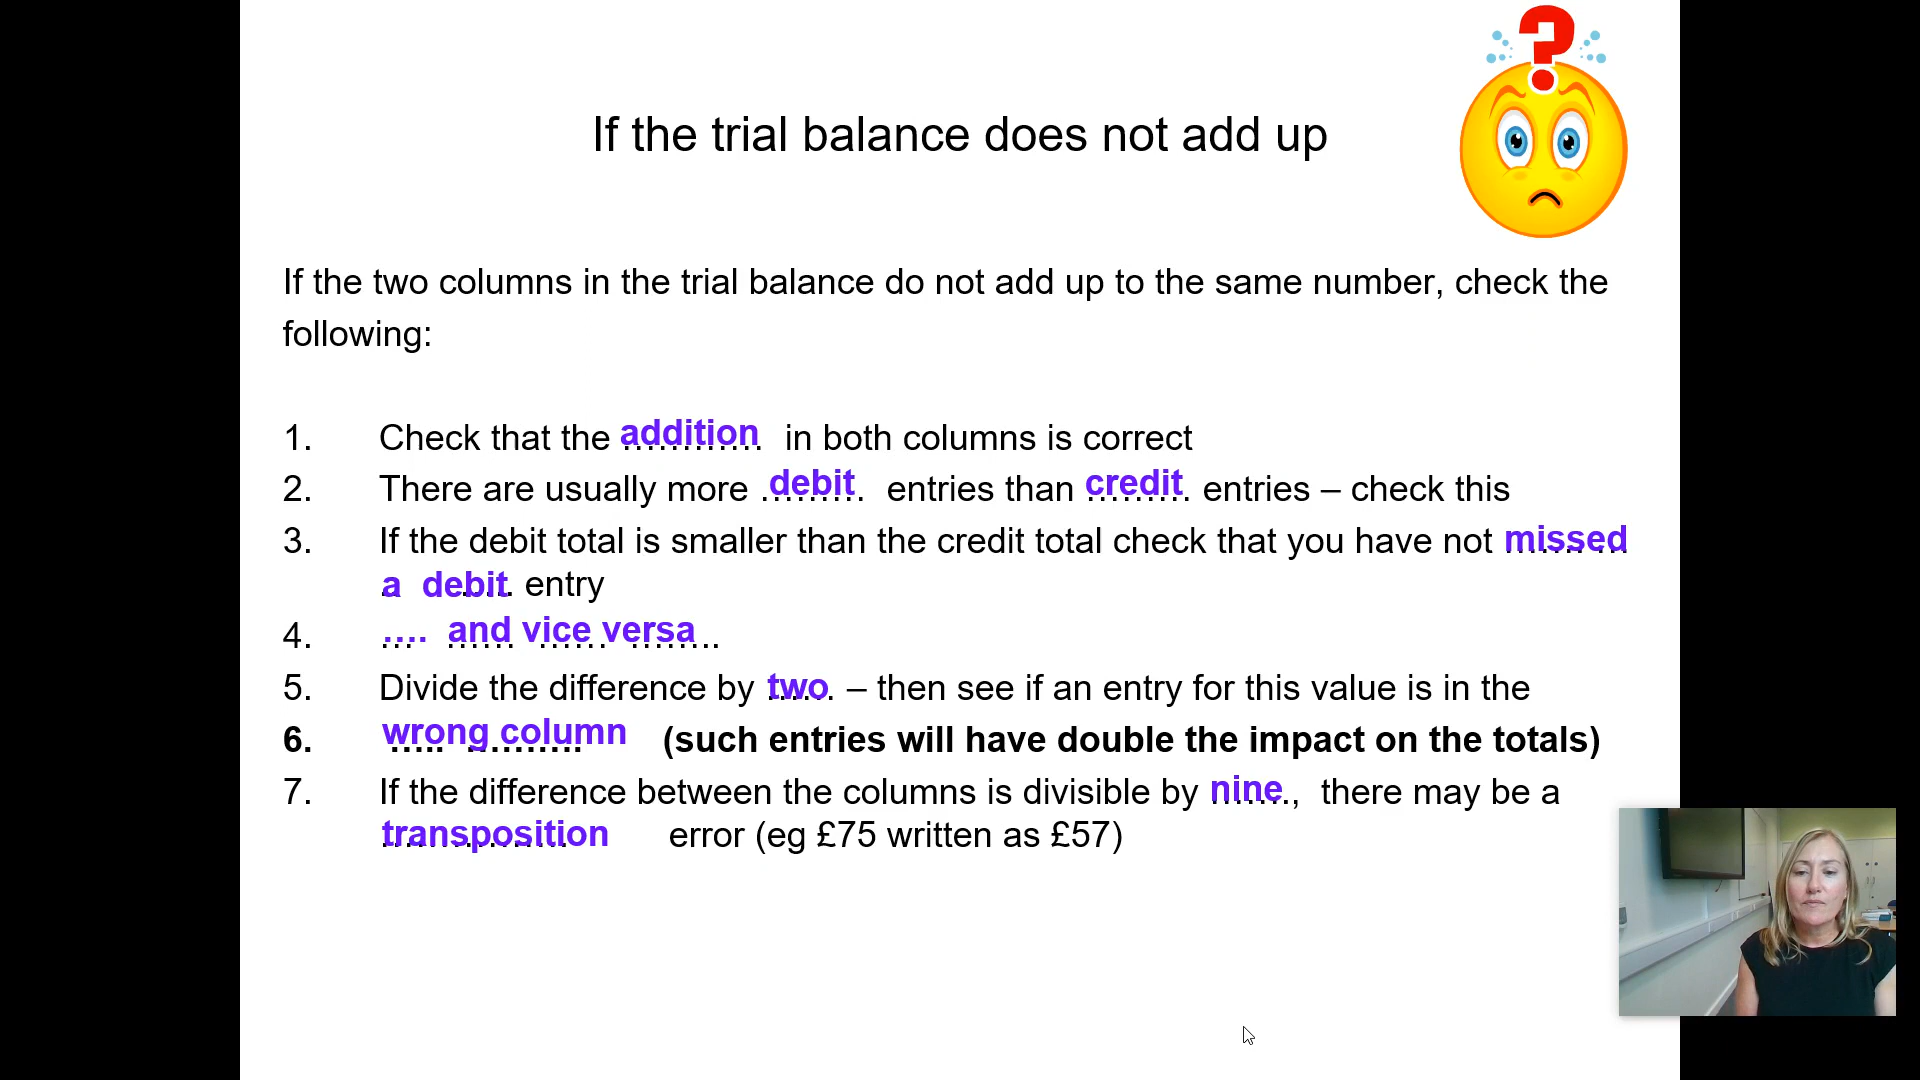 ?
If the trial balance does not add up
If the two columns in the trial balance do not add up to the same number, check the
following:
1. Check that the addition in both columns is correct
2. There are usually more debit entries than credit entries – check this
3. If the debit total is smaller than the credit total check that you have not missed
a debit entry
4. …. and vice versa
5. Divide the difference by two – then see if an entry for this value is in the
6. wrong column (such entries will have double the impact on the totals)
7. If the difference between the columns is divisible by nine, there may be a
transposition error (eg £75 written as £57)